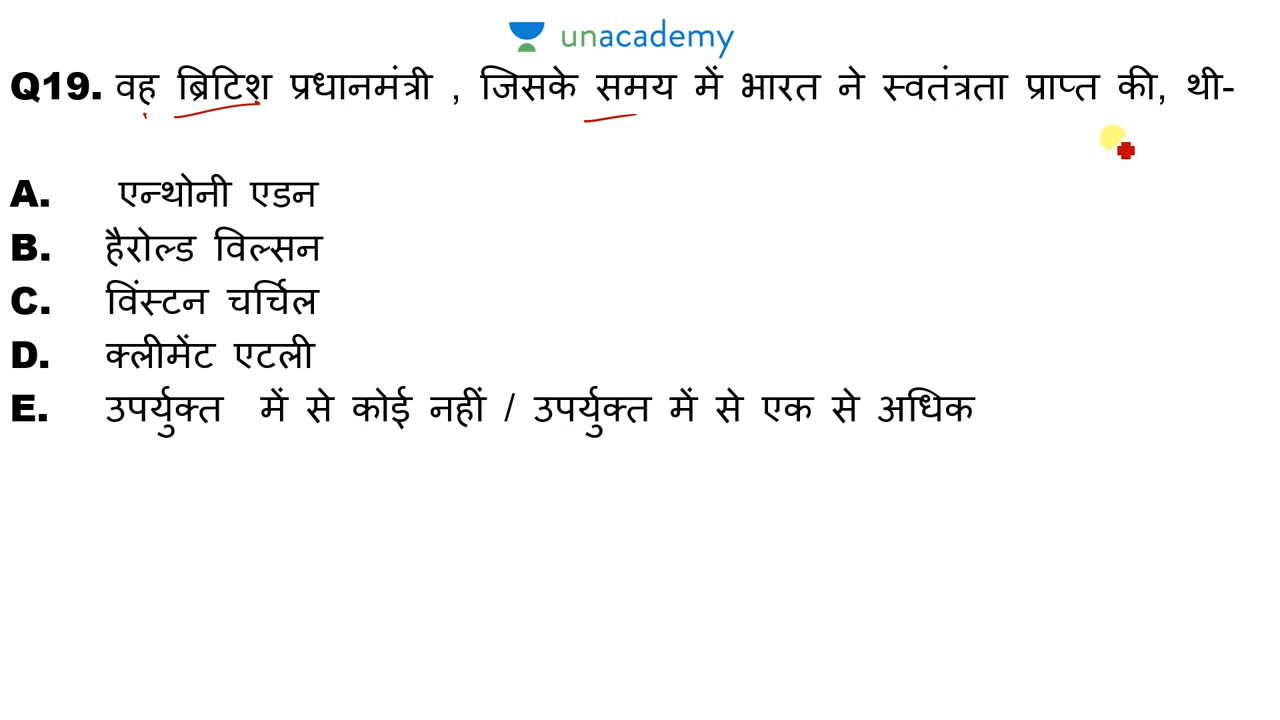 unacademy
Q19. वह ब्रिटिश प्रधानमंत्री , जिसके समय में भारत ने स्वतंत्रता प्राप्त की, थी-
A. एन्थोनी एडन
B. हैरोल्ड विल्सन
C. विंस्टन चर्चिल
D. क्लीमेंट एटली
E. उपर्युक्त में से कोई नहीं / उपर्युक्त में से एक से अधिक